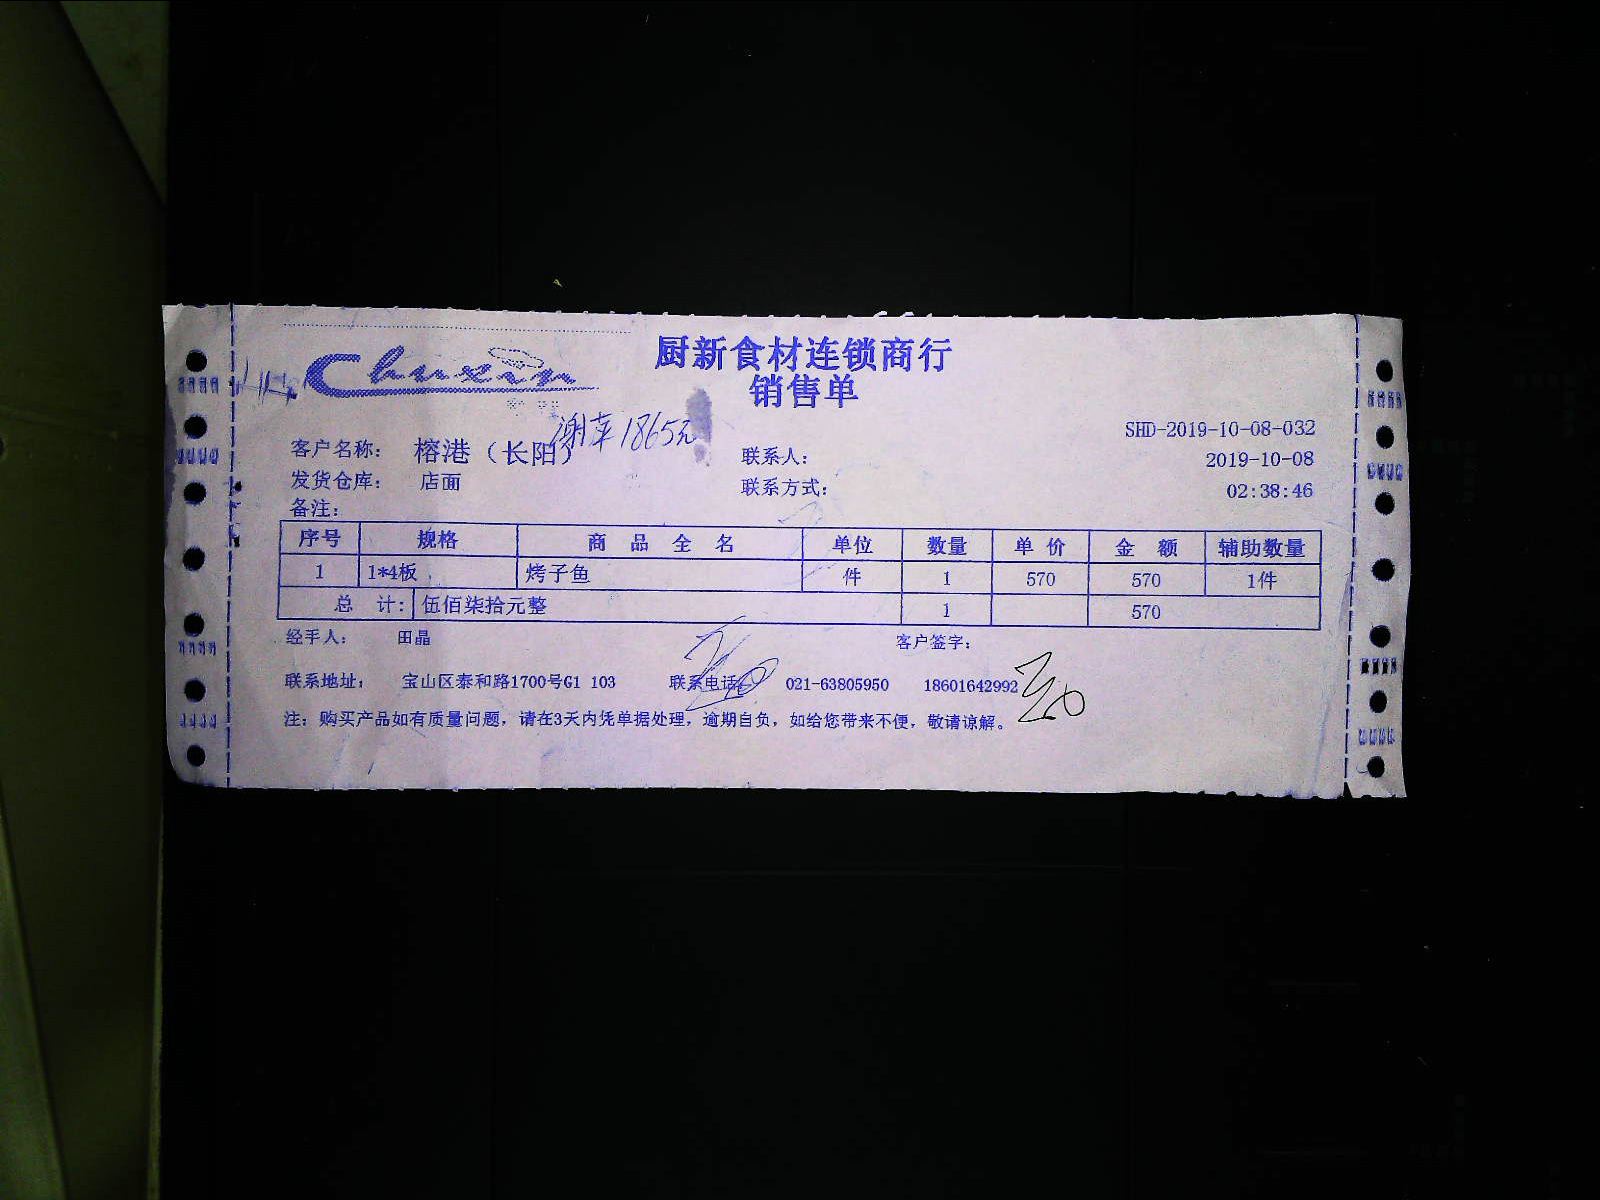 Chuxin
厨新食材连锁商行
销售单
谢萍 1865元
SHD-2019-10-08-032
客户名称: 榕港（长阳） 联系人: 2019-10-08
发货仓库: 店面 联系方式: 02:38:46
备注:
序号 规格 商品全名 单位 数量 单价 金额 辅助数量
1 1*4板 烤子鱼 件 1 570 570 1件
总计: 伍佰柒拾元整 1 570
经手人: 田晶 客户签字:
联系地址: 宝山区泰和路1700号G1 103 联系电话: 021-63805950 18601642992
注: 购买产品如有质量问题, 请在3天内凭单据处理, 逾期自负, 如给您带来不便, 敬请谅解。